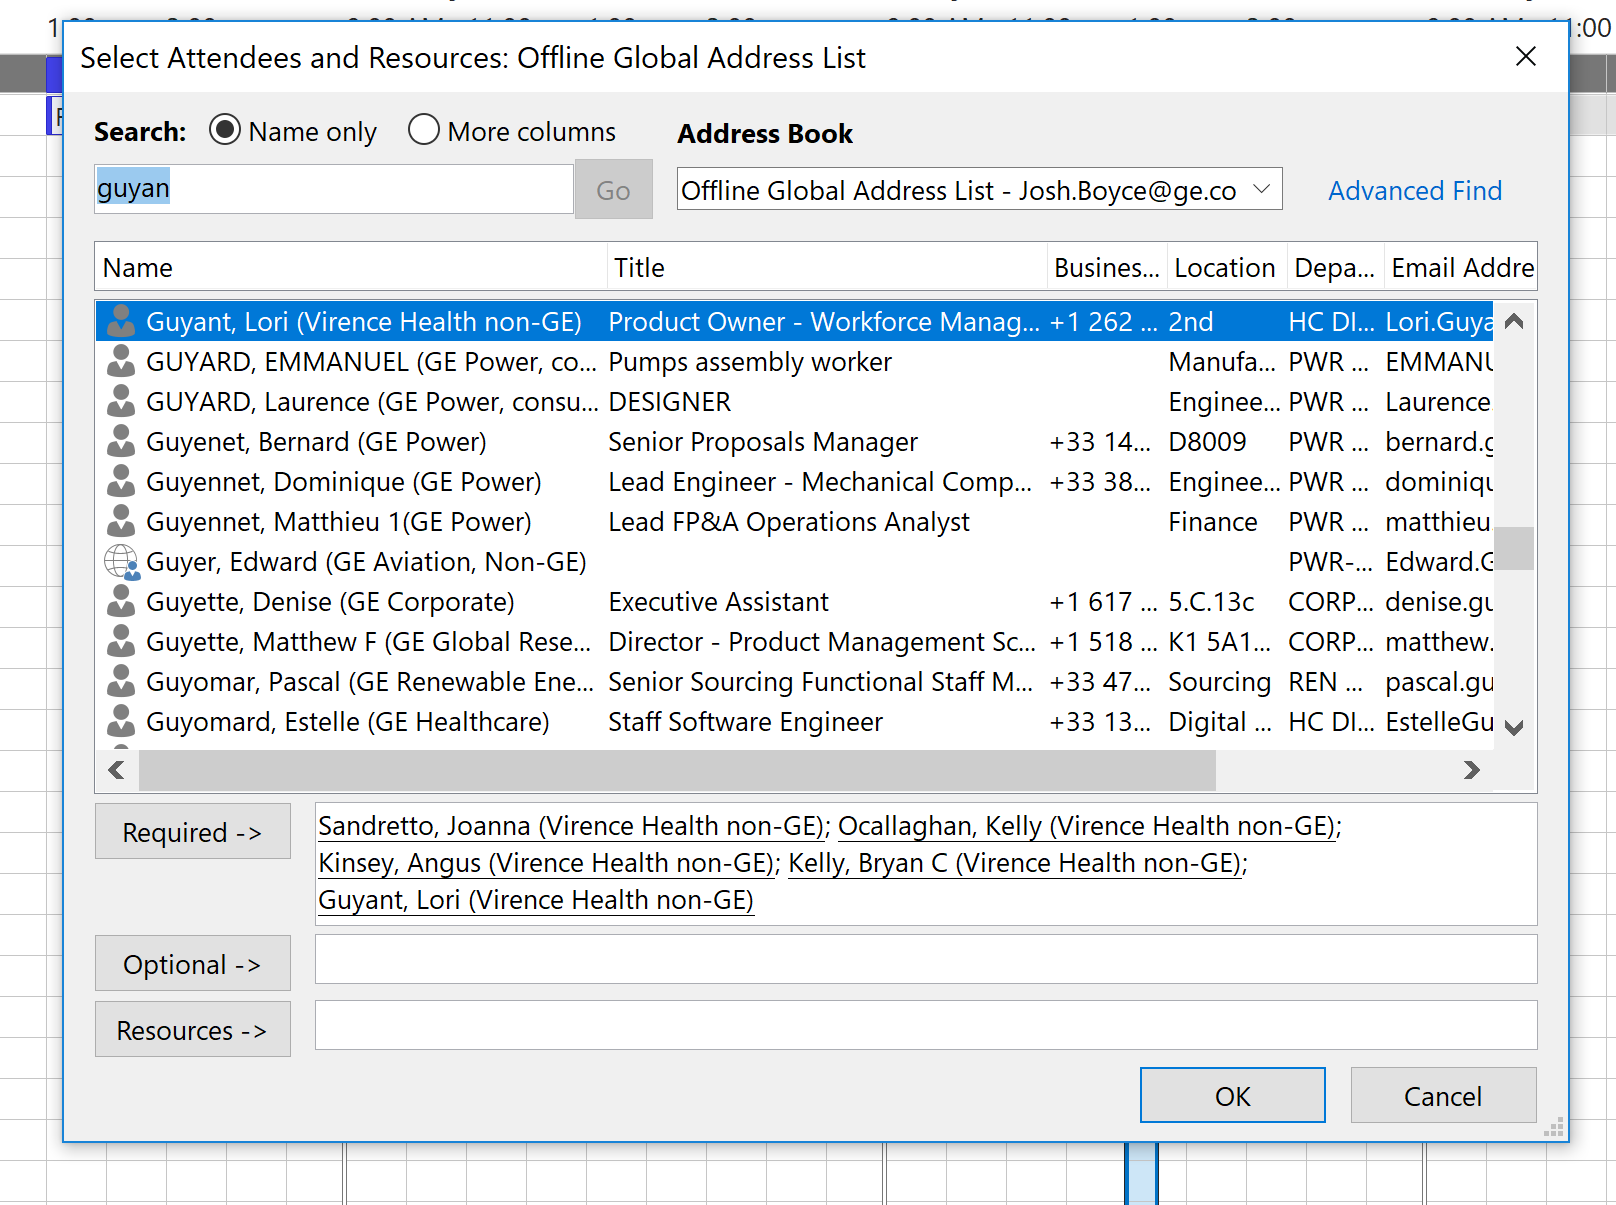 Select Attendees and Resources: Offline Global Address List
Search: Name only More columns Address Book
guyan Go Offline Global Address List - Josh.Boyce@ge.co Advanced Find
Name Title Busines... Location Depa... Email Addre
Guyant, Lori (Virence Health non-GE) Product Owner - Workforce Manag... +1 262 ... 2nd HC DI... Lori.Guya
GUYARD, EMMANUEL (GE Power, co... Pumps assembly worker Manufa... PWR ... EMMANU
GUYARD, Laurence (GE Power, consu... DESIGNER Enginee... PWR ... Laurence
Guyenet, Bernard (GE Power) Senior Proposals Manager +33 14... D8009 PWR ... bernard.g
Guyennet, Dominique (GE Power) Lead Engineer - Mechanical Comp... +33 38... Enginee... PWR ... dominiqu
Guyennet, Matthieu 1(GE Power) Lead FP&A Operations Analyst Finance PWR ... matthieu
Guyer, Edward (GE Aviation, Non-GE) PWR-... Edward.G
Guyette, Denise (GE Corporate) Executive Assistant +1 617 ... 5.C.13c CORP... denise.gu
Guyette, Matthew F (GE Global Rese... Director - Product Management Sc... +1 518 ... K1 5A1... CORP... matthew.
Guyomar, Pascal (GE Renewable Ene... Senior Sourcing Functional Staff M... +33 47... Sourcing REN ... pascal.gu
Guyomard, Estelle (GE Healthcare) Staff Software Engineer +33 13... Digital ... HC DI... EstelleGu
Required -> Sandretto, Joanna (Virence Health non-GE); Ocallaghan, Kelly (Virence Health non-GE);
Kinsey, Angus (Virence Health non-GE); Kelly, Bryan C (Virence Health non-GE);
Guyant, Lori (Virence Health non-GE)
Optional ->
Resources ->
OK Cancel